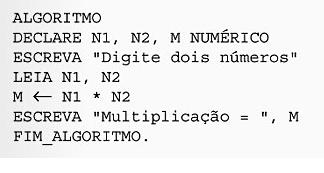 ALGORITMO
DECLARE N1, N2, M NUMÉRICO
ESCREVA "Digite dois números"
LEIA N1, N2
M ← N1 * N2
ESCREVA "Multiplicação = ", M
FIM_ALGORITMO.